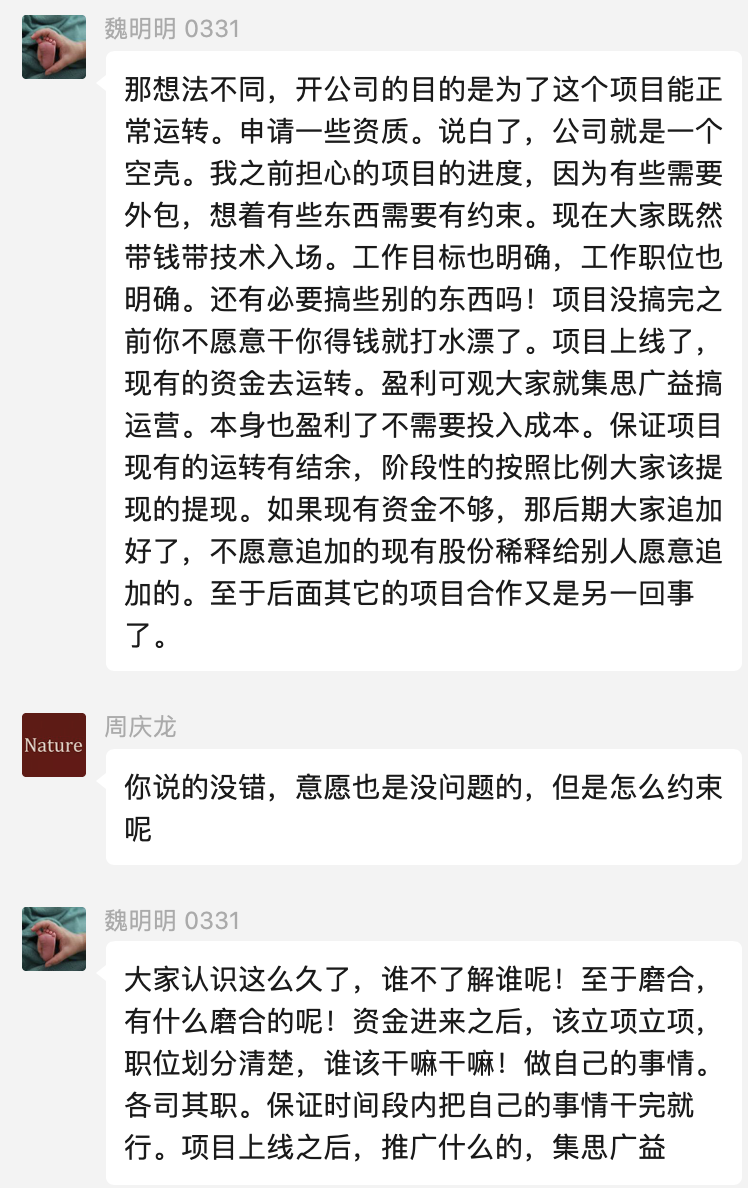 魏明明 0331
那想法不同，开公司的目的是为了这个项目能正
常运转。申请一些资质。说白了，公司就是一个
空壳。我之前担心的项目的进度，因为有些需要
外包，想着有些东西需要有约束。现在大家既然
带钱带技术入场。工作目标也明确，工作职位也
明确。还有必要搞些别的东西吗！项目没搞完之
前你不愿意干你得钱就打水漂了。项目上线了，
现有的资金去运转。盈利可观大家就集思广益搞
运营。本身也盈利了不需要投入成本。保证项目
现有的运转有结余，阶段性的按照比例大家该提
现的提现。如果现有资金不够，那后期大家追加
好了，不愿意追加的现有股份稀释给别人愿意追
加的。至于后面其它的项目合作又是另一回事
了。
周庆龙
Nature
你说的没错，意愿也是没问题的，但是怎么约束
呢
魏明明 0331
大家认识这么久了，谁不了解谁呢！至于磨合，
有什么磨合的呢！资金进来之后，该立项立项，
职位划分清楚，谁该干嘛干嘛！做自己的事情。
各司其职。保证时间段内把自己的事情干完就
行。项目上线之后，推广什么的，集思广益